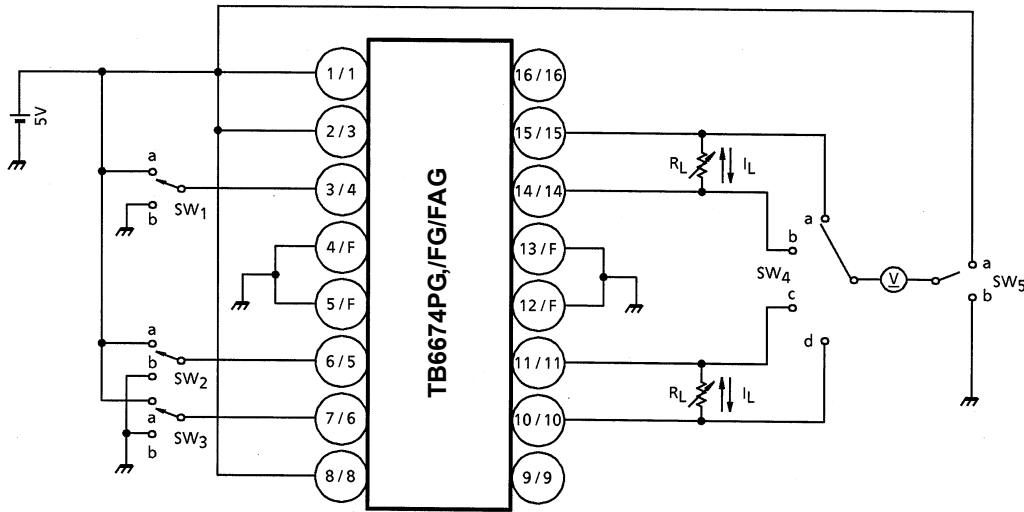 5V
1/1
2/3
3/4
4/F
5/F
6/5
7/6
8/8
a
b
SW1
a
b
SW2
a
b
SW3
TB6674PG,/FG/FAG
16/16
15/15
14/14
13/F
12/F
11/11
10/10
9/9
RL
IL
RL
IL
a
b
SW4
c
d
V
a
b
SW5